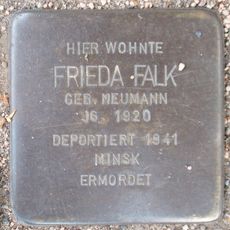 HIER WOHNTE
FRIEDA FALK
GEB. NEUMANN
JG. 1920
DEPORTIERT 1941
MINSK
ERMORDET